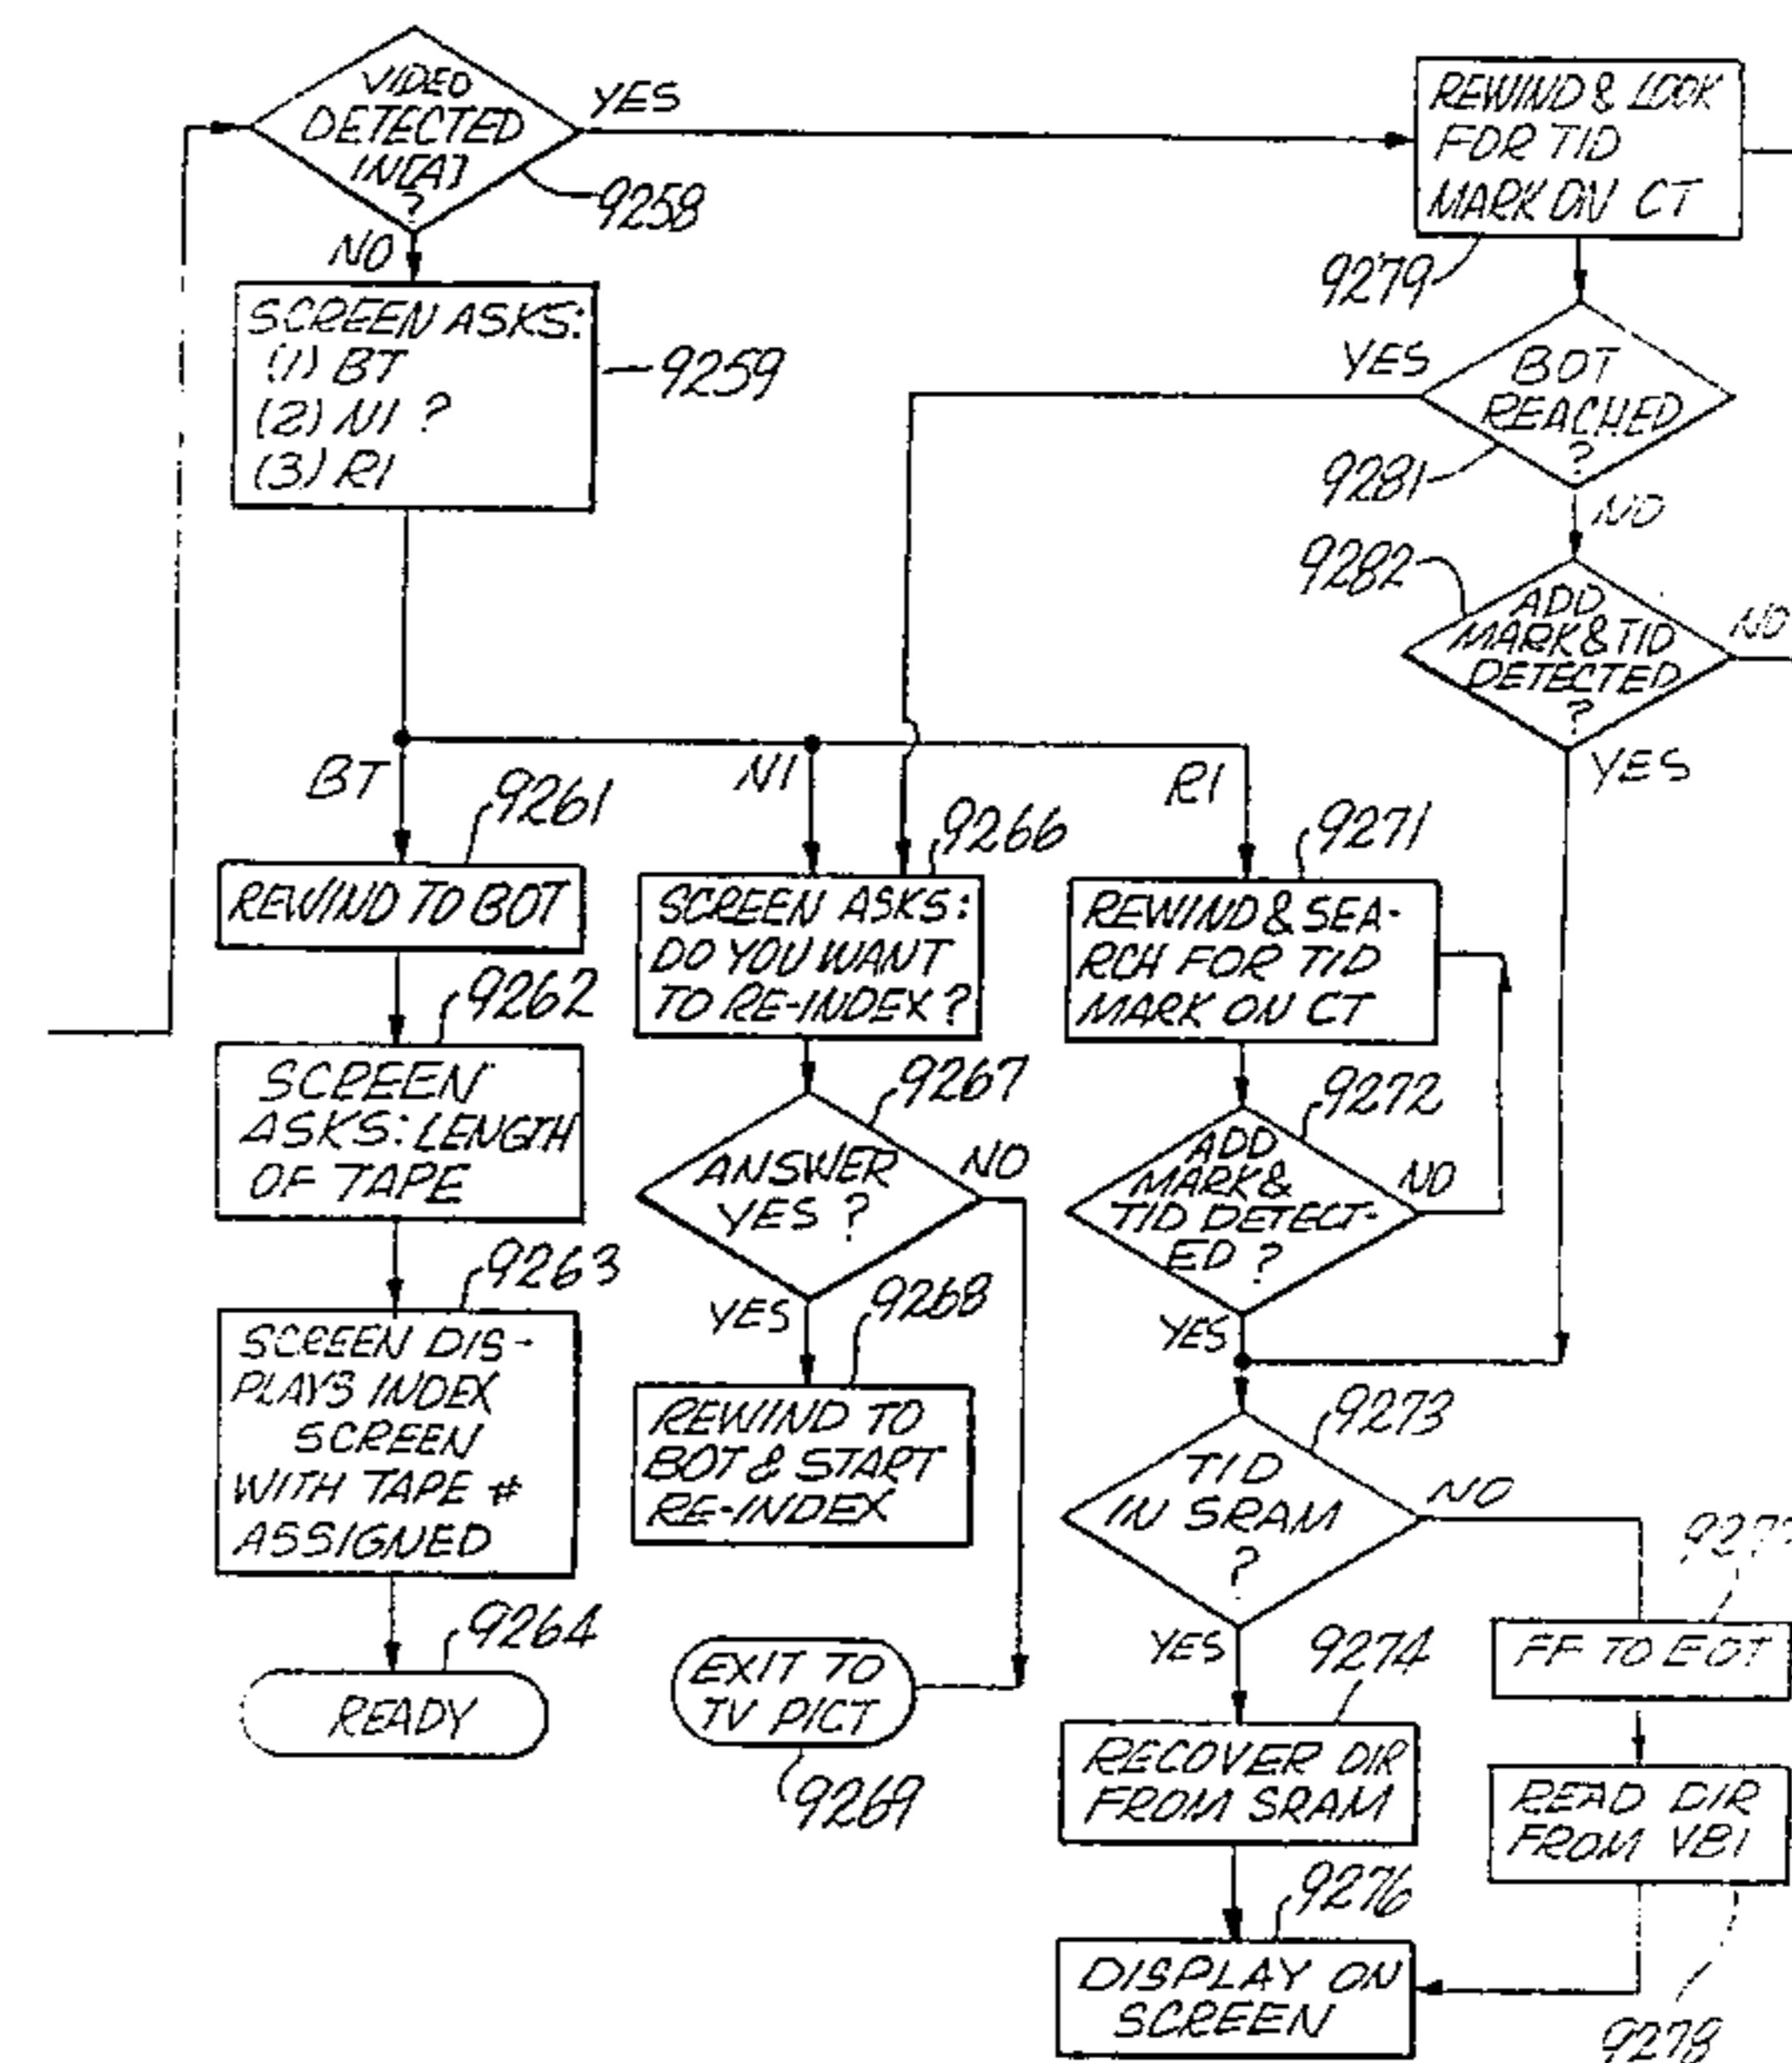 VIDEO
DETECTED
IN[A]
?
YES
9258
NO
SCREEN ASKS:
(1) BT
(2) NI ?
(3) RI
9259
REWIND & LOOK
FOR TID
MARK ON CT
9279
YES
BOT
REACHED
?
9281
NO
9282
ADD
MARK & TID
DETECTED
?
NO
YES
BT
9261
NI
9266
RI
9271
REWIND TO BOT
9262
SCREEN
ASKS: LENGTH
OF TAPE
9263
SCREEN DIS-
PLAYS INDEX
SCREEN
WITH TAPE #
ASSIGNED
9264
READY
SCREEN ASKS:
DO YOU WANT
TO RE-INDEX?
9267
ANSWER
YES ?
NO
YES
9268
REWIND TO
BOT & START
RE-INDEX
EXIT TO
TV PICT
9269
REWIND & SEA-
RCH FOR TID
MARK ON CT
9272
ADD
MARK &
TID DETECT-
ED ?
NO
YES
9273
TID
IN SRAM
?
NO
YES
9274
RECOVER DIR
FROM SRAM
9276
DISPLAY ON
SCREEN
FF TO EOT
READ DIR
FROM VBI
9278